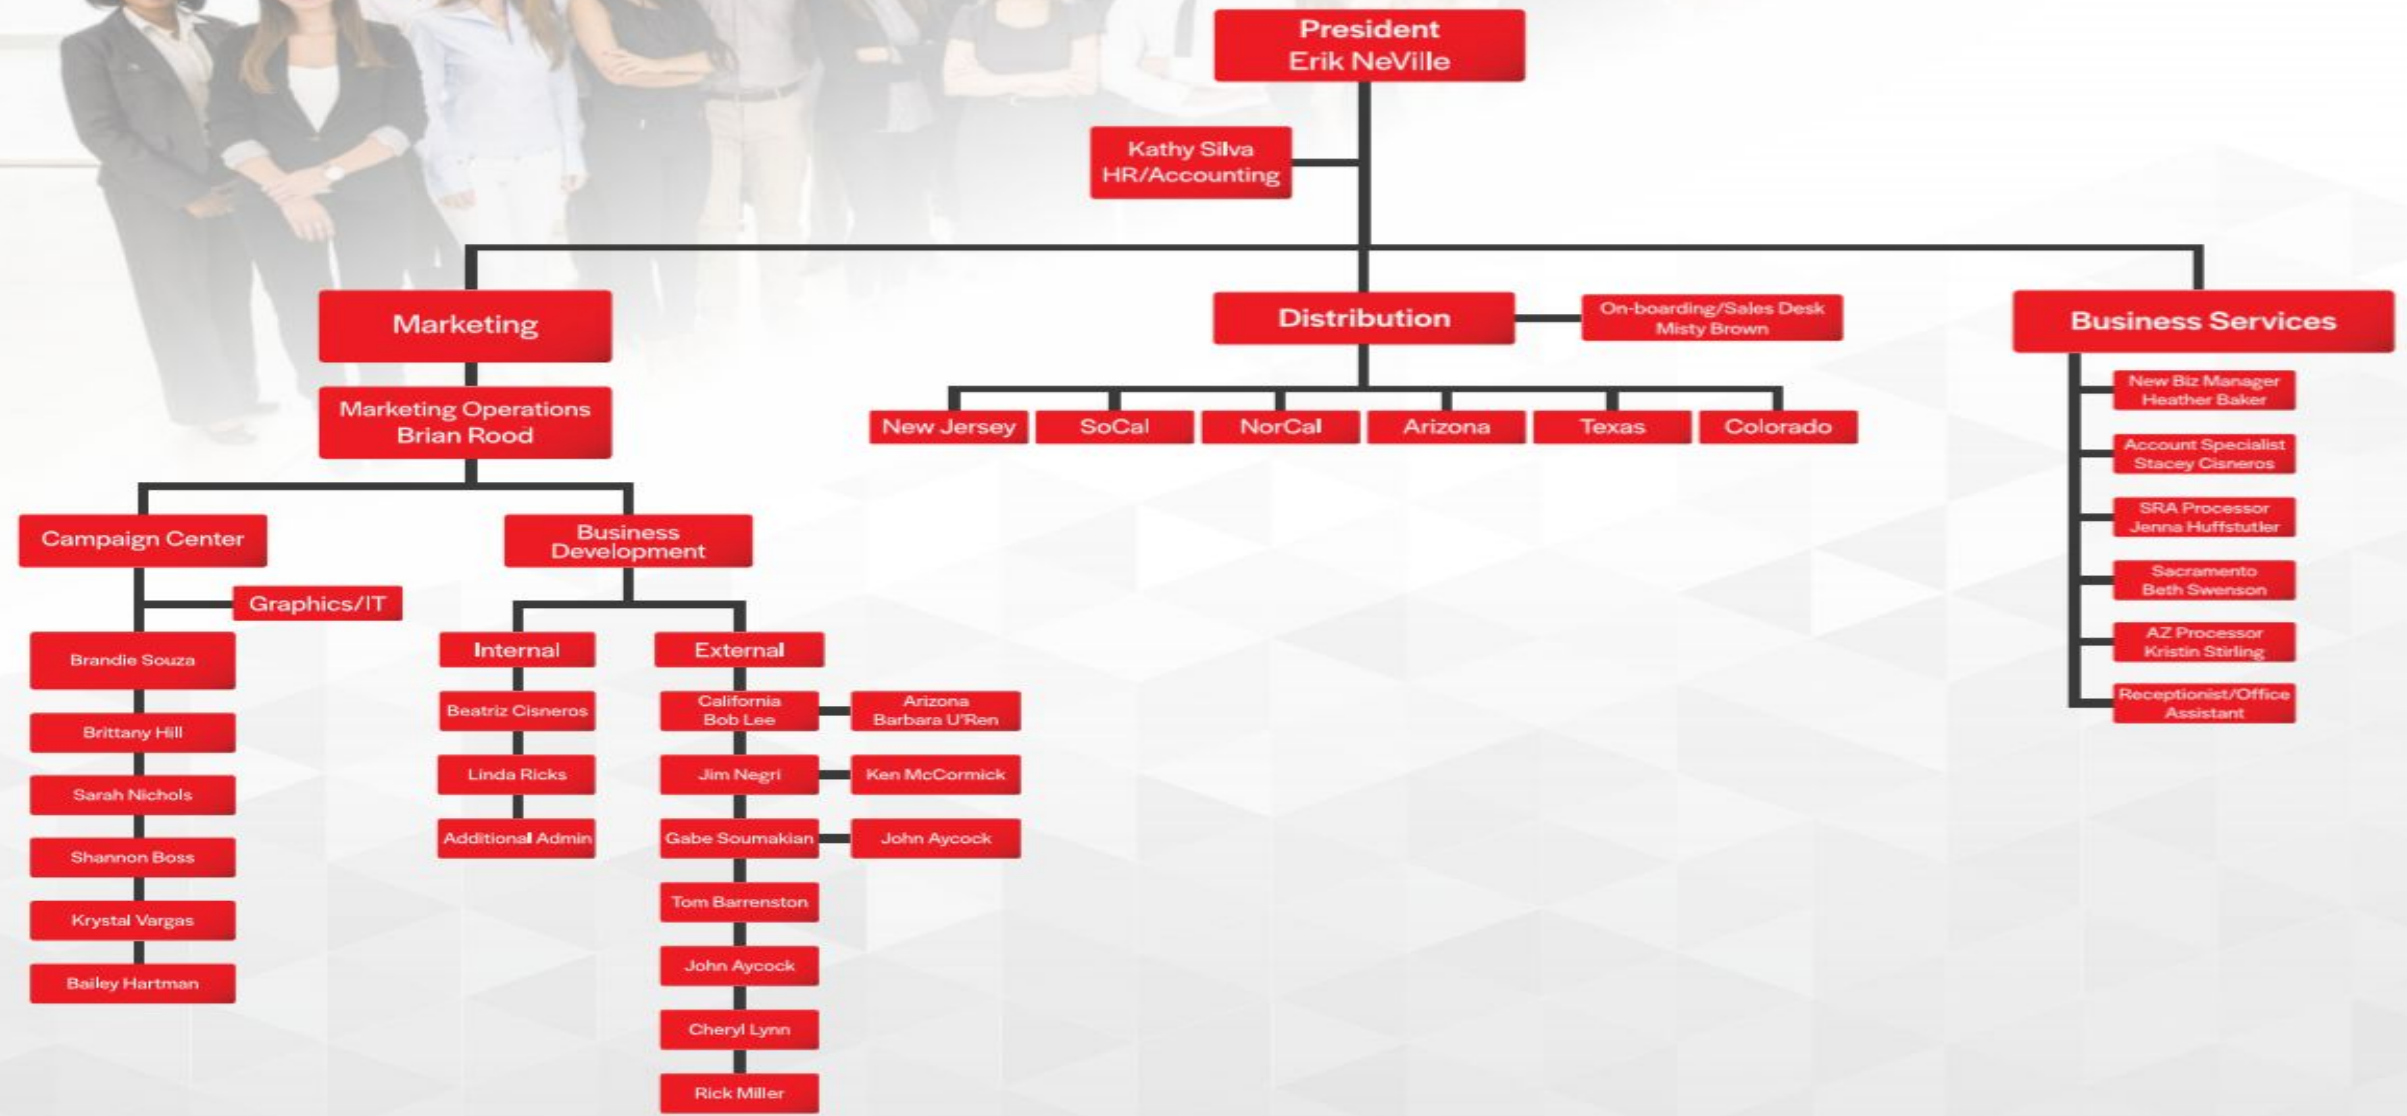 President
Erik NeVille
Kathy Silva
HR/Accounting
Marketing
Distribution
On-boarding/Sales Desk
Misty Brown
Business Services
Marketing Operations
Brian Rood
New Jersey
SoCal
NorCal
Arizona
Texas
Colorado
New Biz Manager
Heather Baker
Account Specialist
Stacey Cisneros
SRA Processor
Jenna Huffstutler
Sacramento
Beth Swenson
AZ Processor
Kristin Stirling
Receptionist/Office
Assistant
Campaign Center
Graphics/IT
Brandie Souza
Brittany Hill
Sarah Nichols
Shannon Boss
Krystal Vargas
Bailey Hartman
Business
Development
Internal
Beatriz Cisneros
Linda Ricks
Additional Admin
External
California
Bob Lee
Arizona
Barbara U'Ren
Jim Negri
Ken McCormick
Gabe Soumakian
John Aycock
Tom Barrenston
John Aycock
Cheryl Lynn
Rick Miller